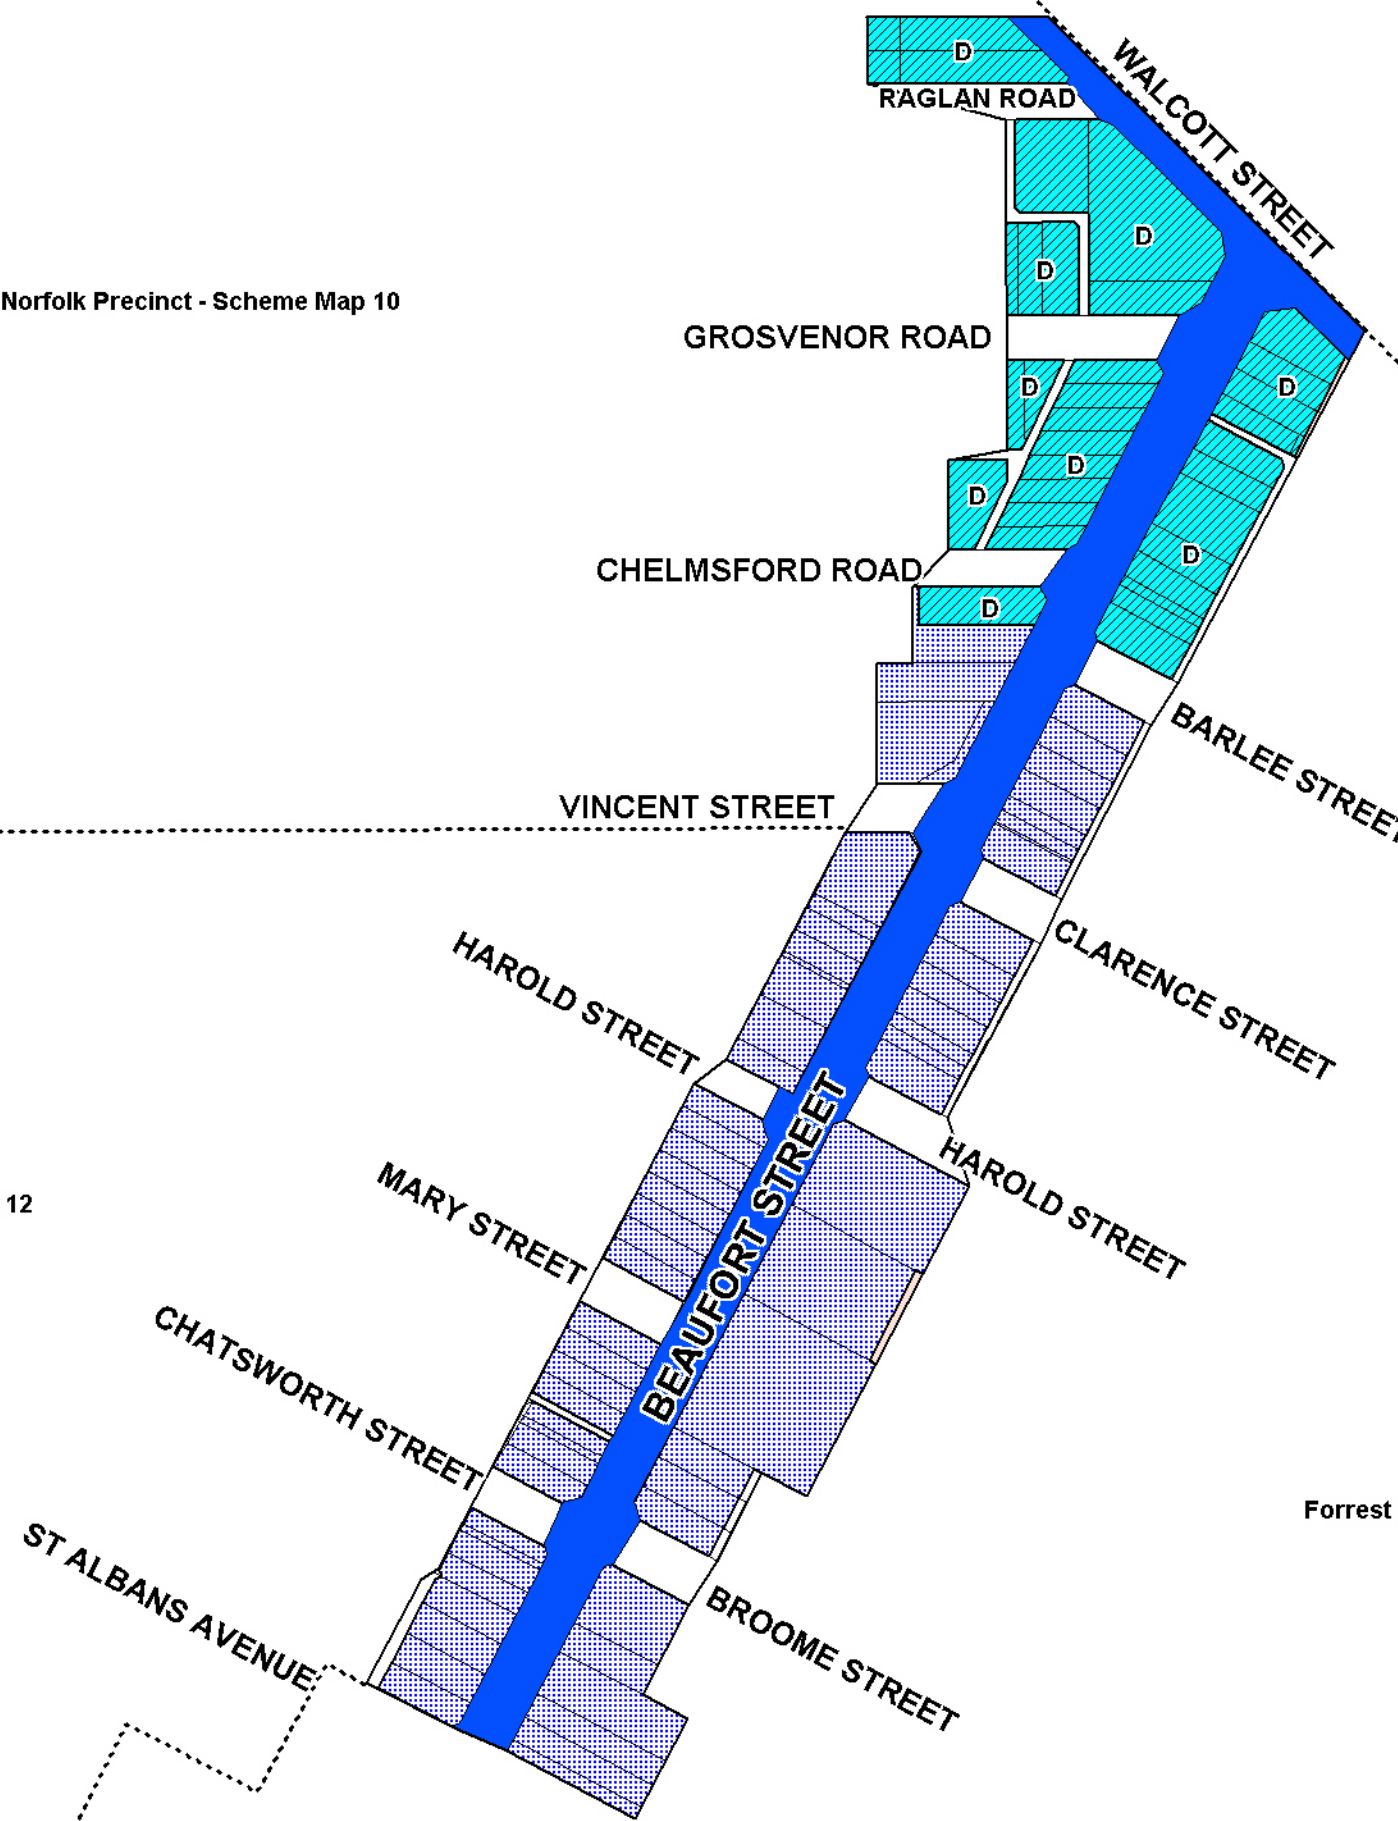 D
WALCOTT STREET
RAGLAN ROAD
D
D
Norfolk Precinct - Scheme Map 10
GROSVENOR ROAD
D
D
D
D
D
CHELMSFORD ROAD
D
BARLEE STREET
VINCENT STREET
CLARENCE STREET
HAROLD STREET
BEAUFORT STREET
HAROLD STREET
MARY STREET
12
CHATSWORTH STREET
Forrest
ST ALBANS AVENUE
BROOME STREET